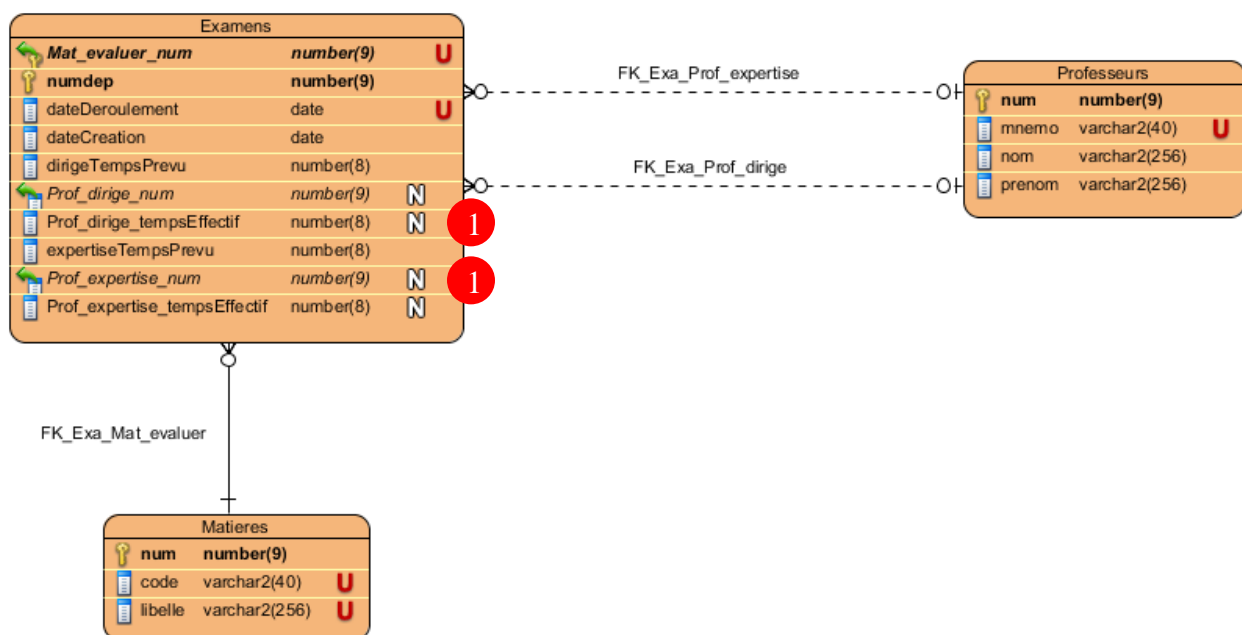 Examens
Mat_evaluer_num number(9) U
numdep number(9)
dateDeroulement date U
dateCreation date
dirigeTempsPrevu number(8)
Prof_dirige_num number(9) N
Prof_dirige_tempsEffectif number(8) N 1
expertiseTempsPrevu number(8)
Prof_expertise_num number(9) N 1
Prof_expertise_tempsEffectif number(8) N
FK_Exa_Prof_expertise
FK_Exa_Prof_dirige
Professeurs
num number(9)
mnemo varchar2(40) U
nom varchar2(256)
prenom varchar2(256)
FK_Exa_Mat_evaluer
Matieres
num number(9)
code varchar2(40) U
libelle varchar2(256) U